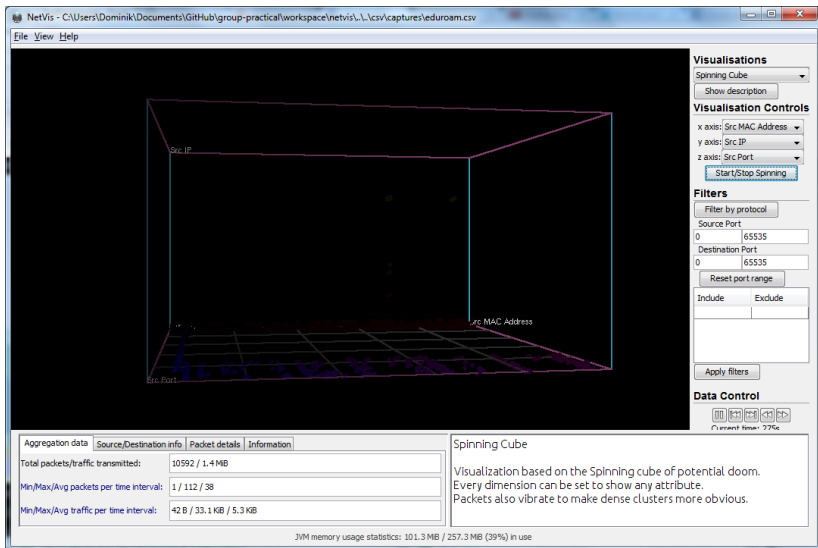 NetVis - C:\Users\Dominik\Documents\GitHub\group-practical\workspace\netvis\..\..\csv\captures\eduroam.csv
File View Help
Visualisations
Spinning Cube
Show description
Visualisation Controls
x axis: Src MAC Address
y axis: Src IP
z axis: Src Port
Start/Stop Spinning
Filters
Filter by protocol
Source Port
0 65535
Destination Port
0 65535
Reset port range
Include Exclude
Apply filters
Data Control
Current time: 275s
Src IP
Src MAC Address
Src Port
Aggregation data Source/Destination info Packet details Information
Total packets/traffic transmitted: 10592 / 1.4 MiB
Min/Max/Avg packets per time interval: 1 / 112 / 38
Min/Max/Avg traffic per time interval: 42 B / 33.1 KiB / 5.3 KiB
Spinning Cube
Visualization based on the Spinning cube of potential doom.
Every dimension can be set to show any attribute.
Packets also vibrate to make dense clusters more obvious.
JVM memory usage statistics: 101.3 MiB / 257.3 MiB (39%) in use